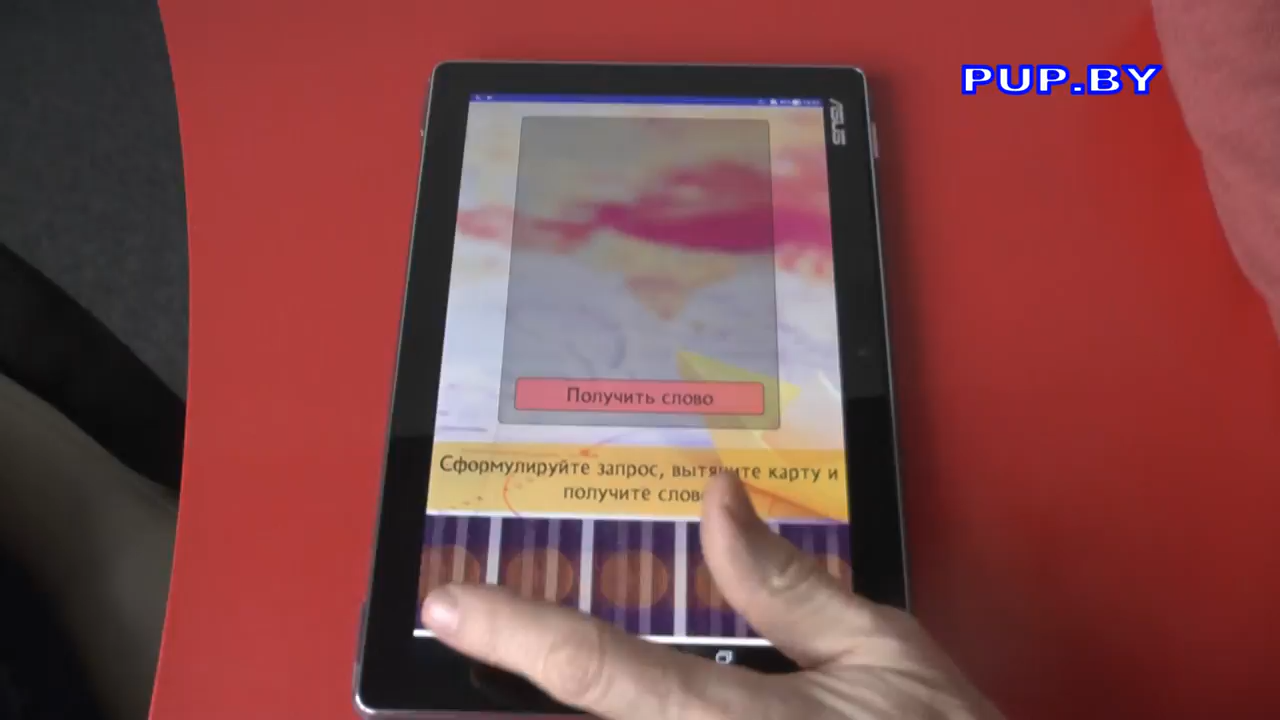 PUP.BY
ASUS
Получить слово
Сформулируйте запрос, вытяните карту и
получите слово